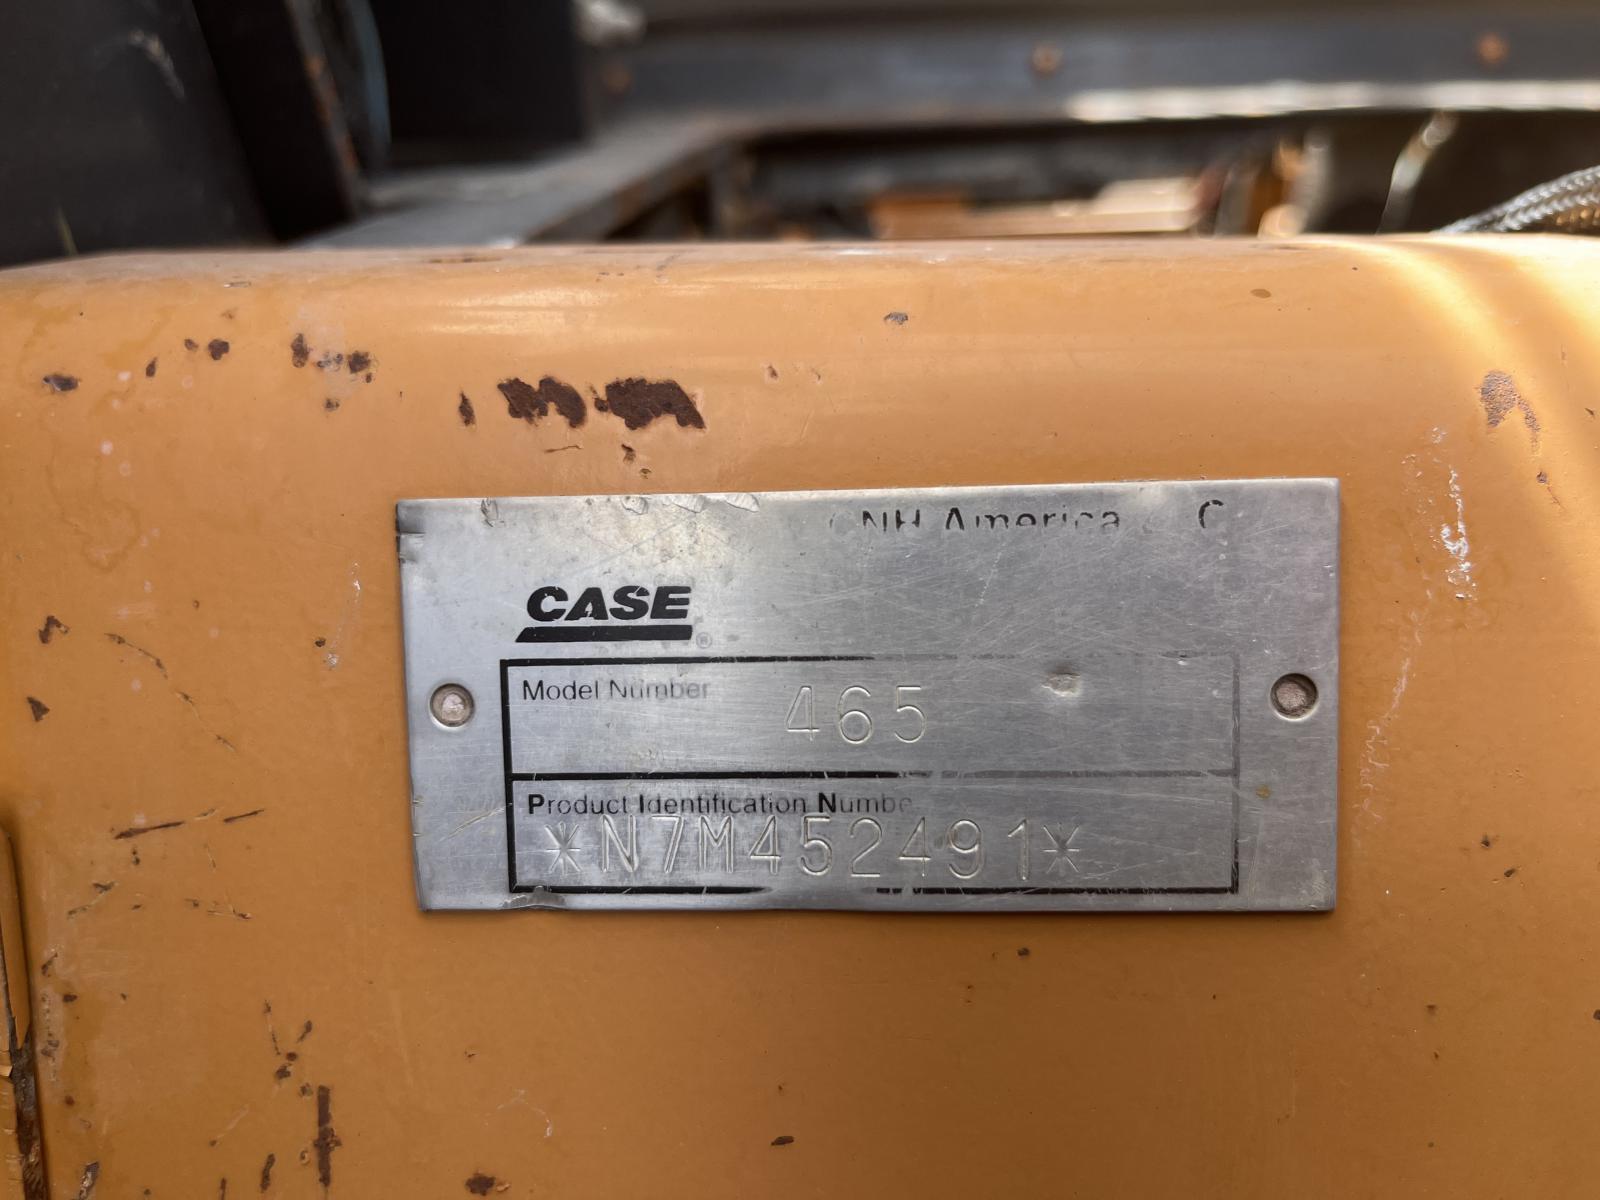 CNH America
CASE®
Model Number 465
Product Identification Numbe
*N7M452491*